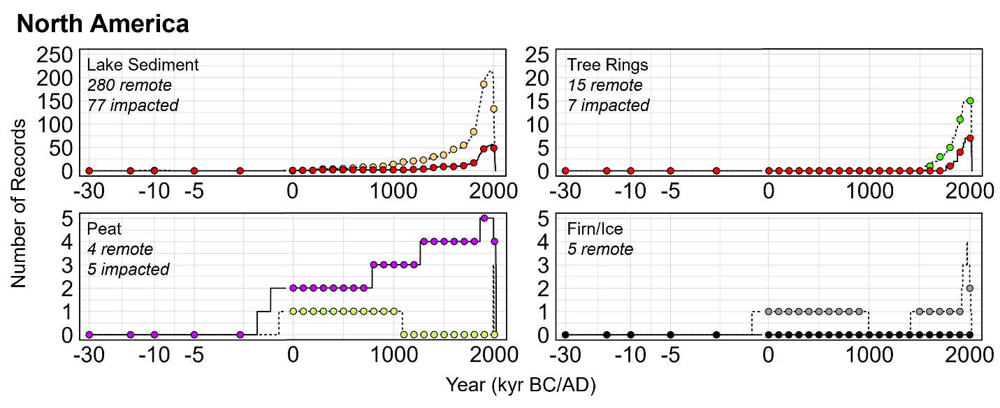 North America
Number of Records
Lake Sediment
280 remote
77 impacted
250
200
150
100
50
0
-30 -10 -5 0 1000 2000
Tree Rings
15 remote
7 impacted
25
20
15
10
5
0
-30 -10 -5 0 1000 2000
Peat
4 remote
5 impacted
5
4
3
2
1
0
-30 -10 -5 0 1000 2000
Firn/Ice
5 remote
5
4
3
2
1
0
-30 -10 -5 0 1000 2000
Year (kyr BC/AD)